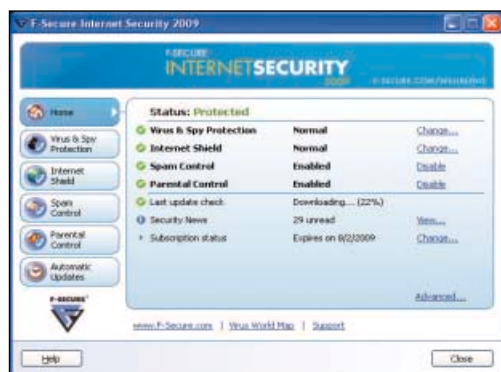 F-Secure Internet Security 2009
F-SECURE
INTERNETSECURITY
2009
Home
Virus & Spy
Protection
Internet
Shield
Spam
Control
Parental
Control
Automatic
Updates
F-SECURE
Status: Protected
Virus & Spy Protection Normal Change...
Internet Shield Normal Change...
Spam Control Enabled Disable
Parental Control Enabled Disable
Last update check Downloading... (22%)
Security News 29 unread View...
Subscription status Expires on 8/2/2009 Change...
Advanced...
www.F-Secure.com | Virus World Map | Support
Help Close